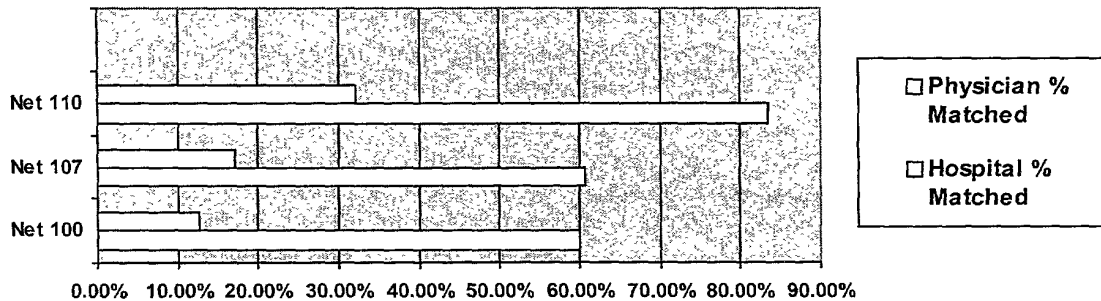 Net 110
Net 107
Net 100
0.00% 10.00% 20.00% 30.00% 40.00% 50.00% 60.00% 70.00% 80.00% 90.00%
Physician %
Matched
Hospital %
Matched